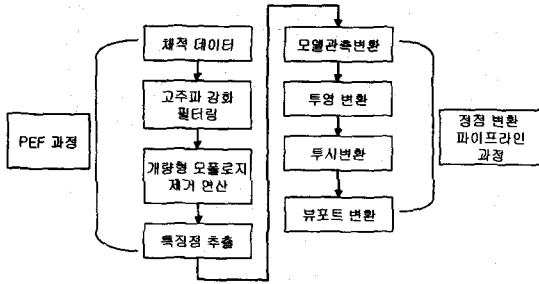 PEF 과정
체적 데이터
고주파 강화
필터링
개량형 모폴로지
제거 연산
특징점 추출
모델관측변환
투영 변환
투시변환
뷰포트 변환
정점 변환
파이프라인
과정